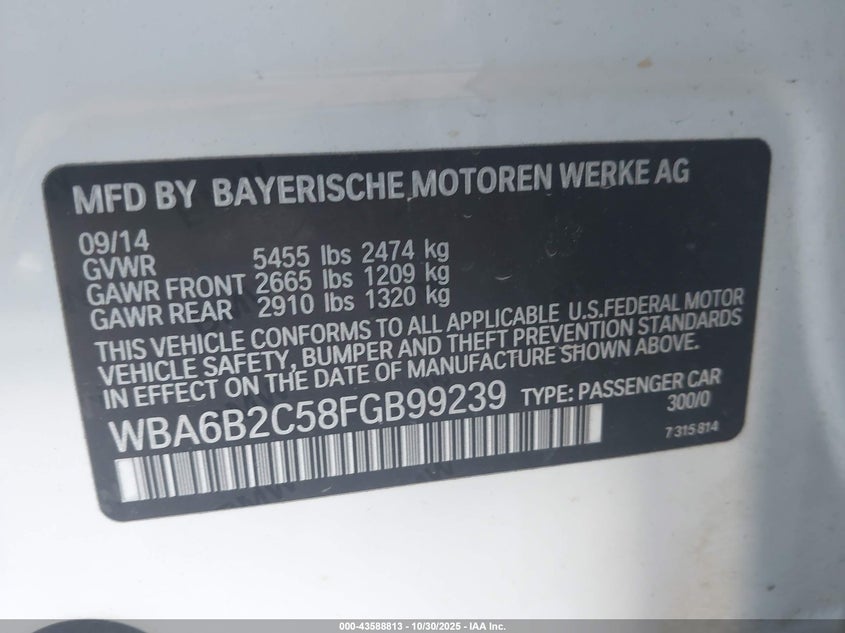 MFD BY BAYERISCHE MOTOREN WERKE AG
09/14
GVWR 5455 lbs 2474 kg
GAWR FRONT 2665 lbs 1209 kg
GAWR REAR 2910 lbs 1320 kg
THIS VEHICLE CONFORMS TO ALL APPLICABLE U.S.FEDERAL MOTOR
VEHICLE SAFETY, BUMPER AND THEFT PREVENTION STANDARDS
IN EFFECT ON THE DATE OF MANUFACTURE SHOWN ABOVE.
WBA6B2C58FGB99239 TYPE: PASSENGER CAR
300/0
7 315 814
000-43588813 - 10/30/2025 - IAA Inc.